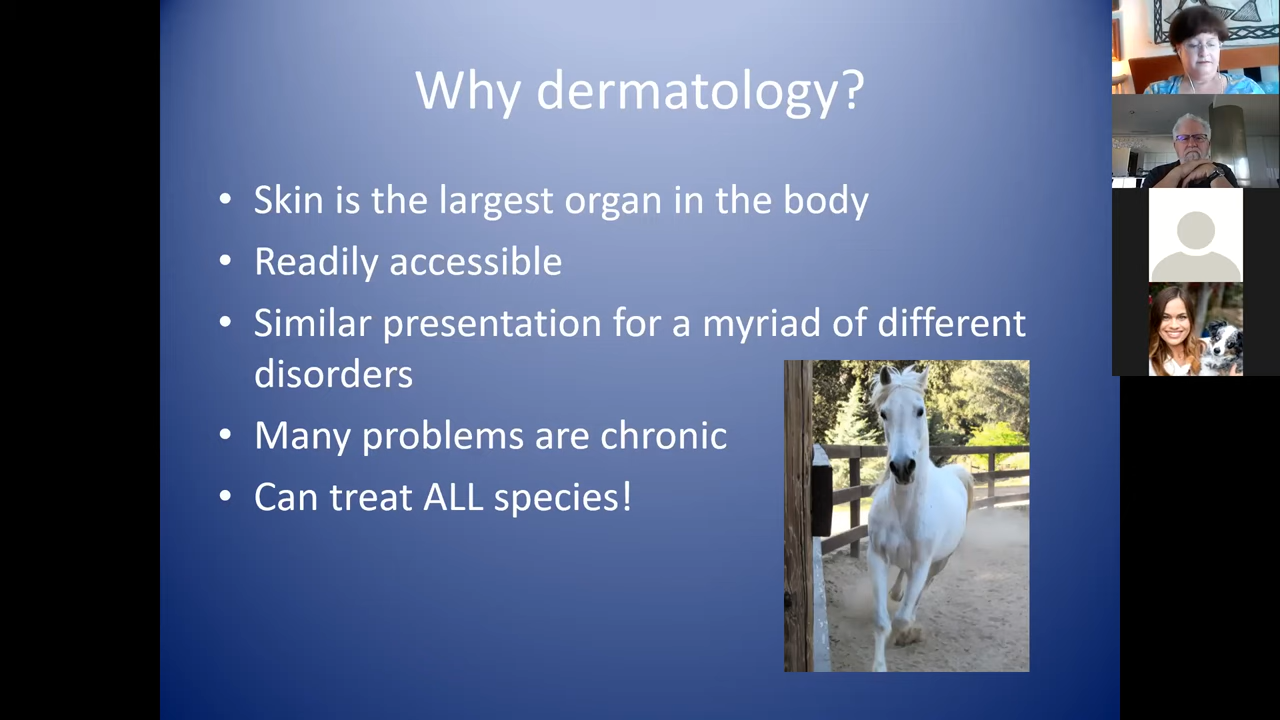 Why dermatology?
• Skin is the largest organ in the body
• Readily accessible
• Similar presentation for a myriad of different
disorders
• Many problems are chronic
• Can treat ALL species!